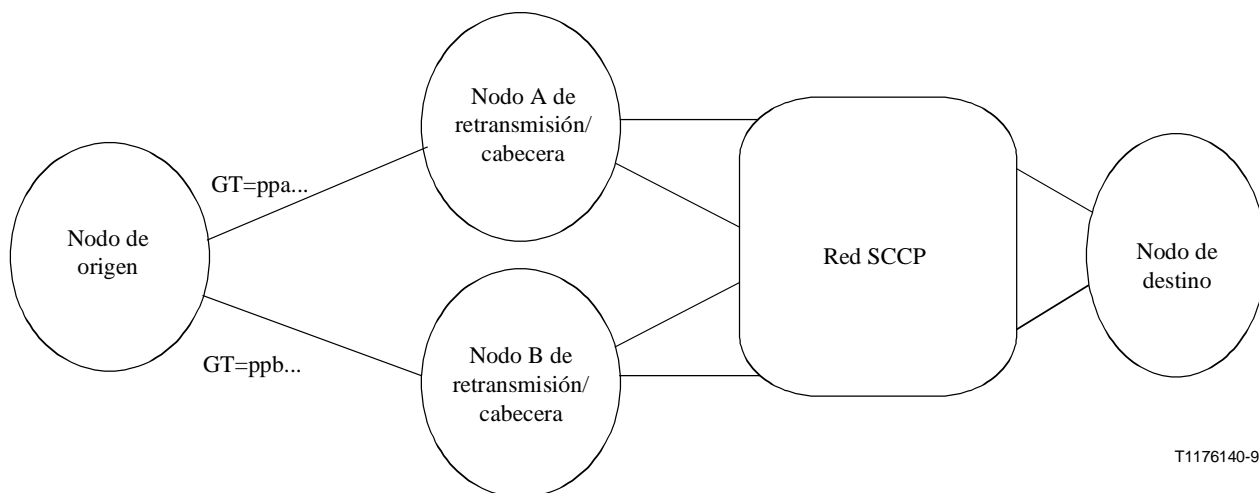 Nodo de
origen
GT=ppa...
GT=ppb...
Nodo A de
retransmisión/
cabecera
Nodo B de
retransmisión/
cabecera
Red SCCP
Nodo de
destino
T1176140-9